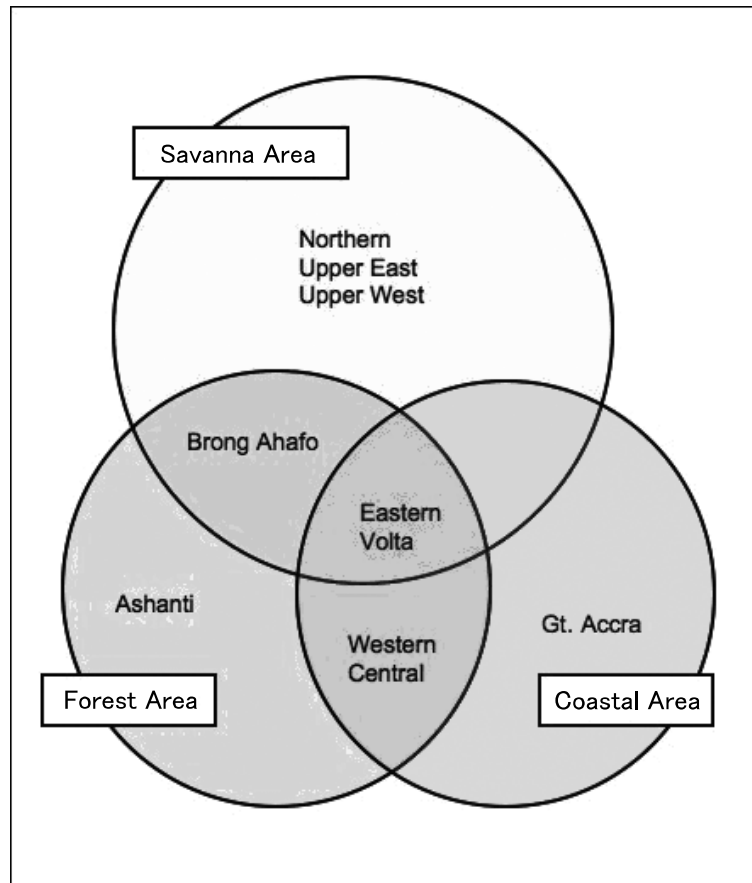 Savanna Area
Northern
Upper East
Upper West
Brong Ahafo
Eastern
Volta
Ashanti
Gt. Accra
Western
Central
Forest Area
Coastal Area